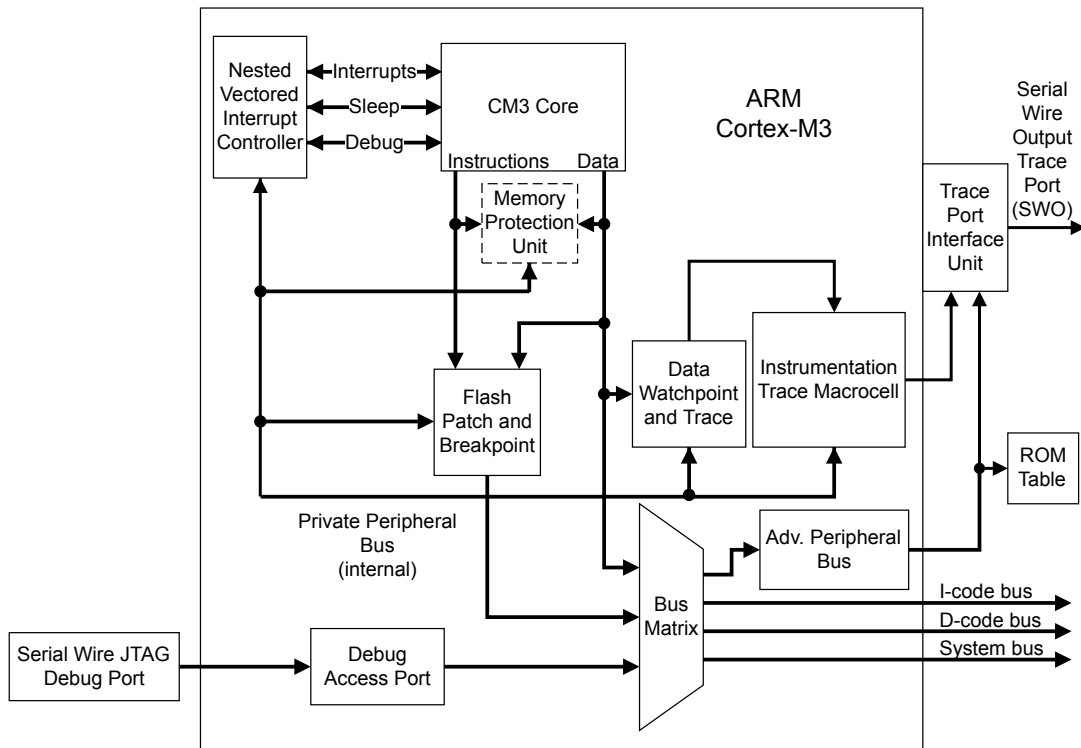 Nested
Vectored
Interrupt
Controller
Interrupts
Sleep
Debug
CM3 Core
Instructions
Data
ARM
Cortex-M3
Serial
Wire
Output
Trace
Port
(SWO)
Trace
Port
Interface
Unit
Memory
Protection
Unit
Flash
Patch and
Breakpoint
Data
Watchpoint
and Trace
Instrumentation
Trace Macrocell
ROM
Table
Private Peripheral
Bus
(internal)
Adv. Peripheral
Bus
Bus
Matrix
I-code bus
D-code bus
System bus
Serial Wire JTAG
Debug Port
Debug
Access Port